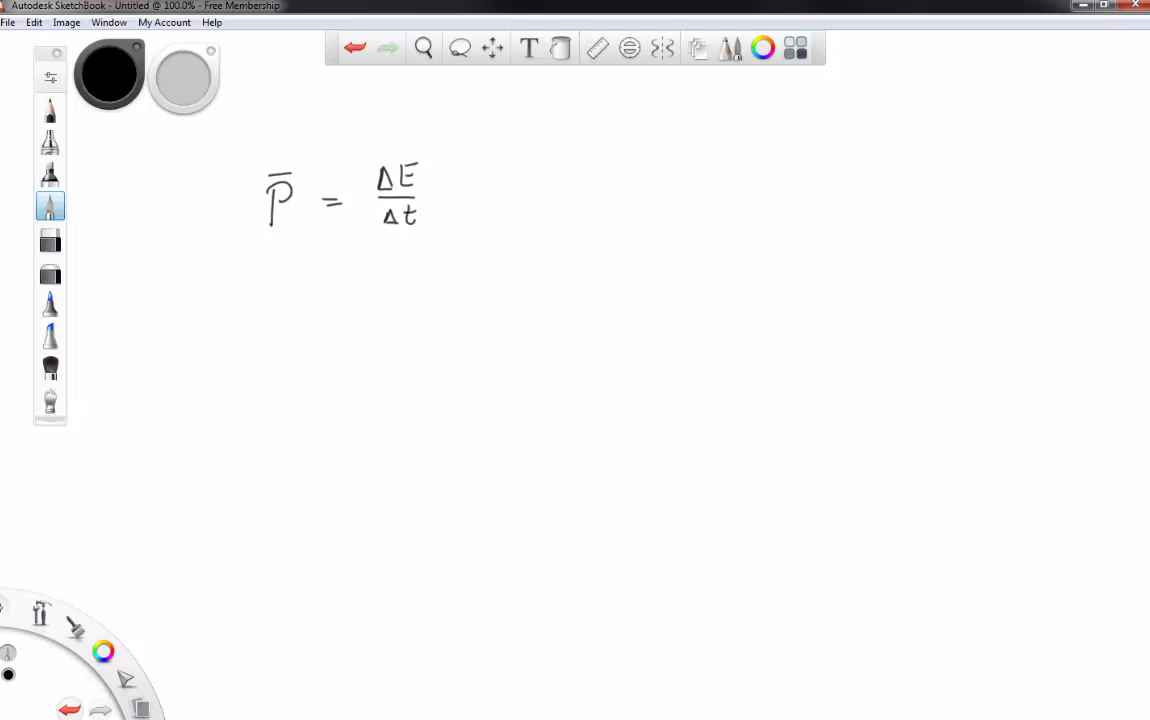 Autodesk SketchBook - Untitled @ 100.0% - Free Membership
File Edit Image Window My Account Help
T
P̄ = ΔE/Δt